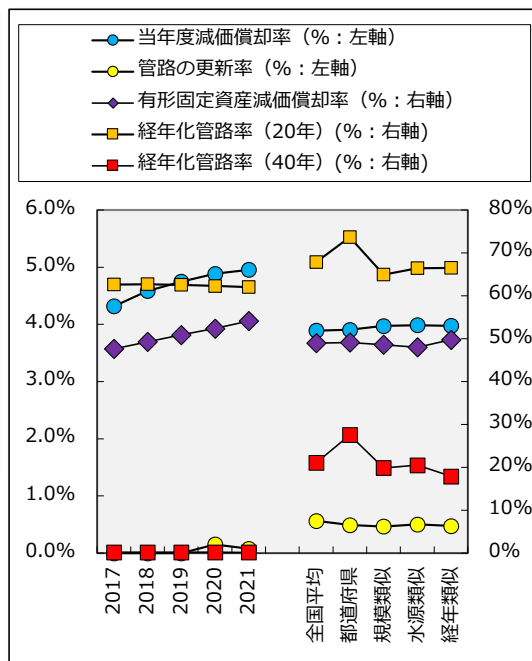 当年度減価償却率（%：左軸）
管路の更新率（%：左軸）
有形固定資産減価償却率（%：右軸）
経年化管路率（20年）(%：右軸)
経年化管路率（40年）(%：右軸)
6.0%
5.0%
4.0%
3.0%
2.0%
1.0%
0.0%
80%
70%
60%
50%
40%
30%
20%
10%
0%
2017
2018
2019
2020
2021
全国平均
都道府県
規模類似
水源類似
経年類似